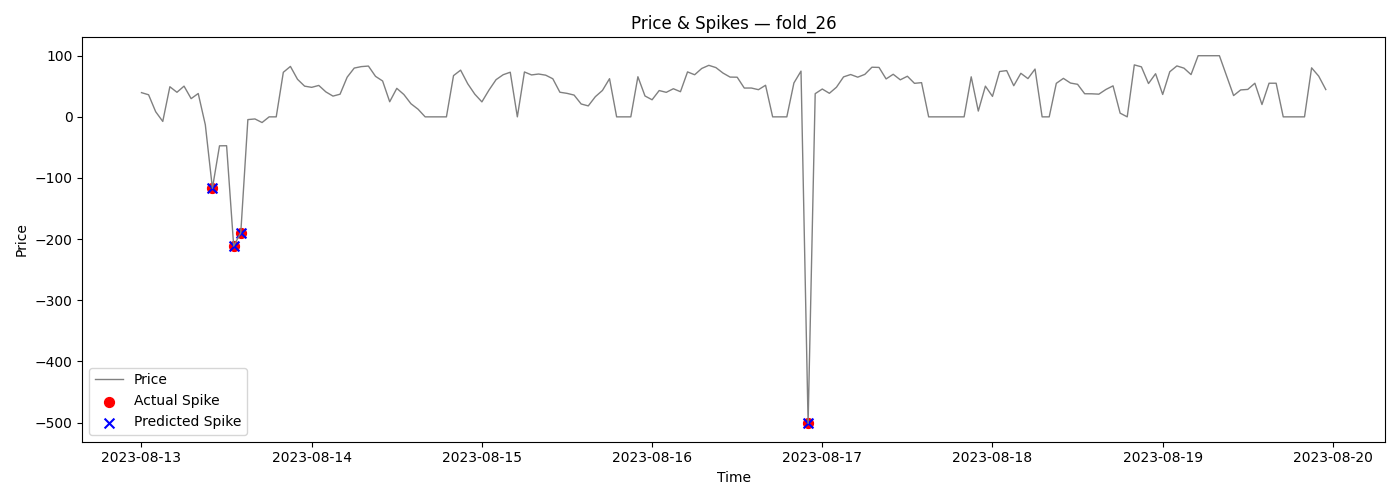 Price & Spikes — fold_26
Price
100
0
−100
−200
−300
−400
−500
Price
Actual Spike
Predicted Spike
2023-08-13
2023-08-14
2023-08-15
2023-08-16
2023-08-17
2023-08-18
2023-08-19
2023-08-20
Time